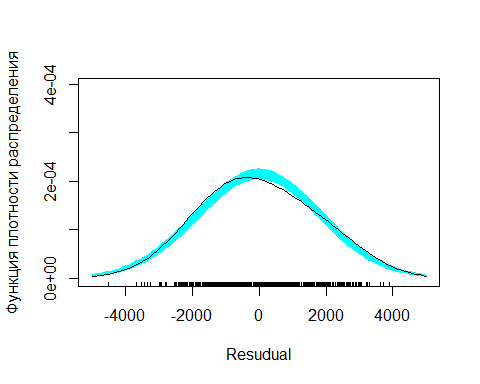 Функция плотности распределения
4e-04
2e-04
0e+00
-4000 -2000 0 2000 4000
Resudual